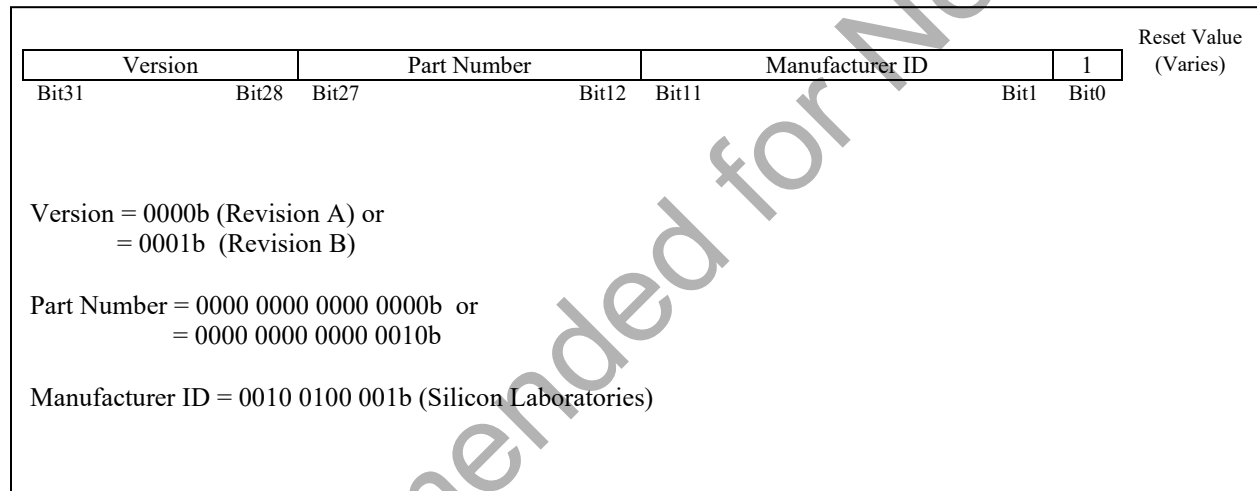 Reset Value
Version Part Number Manufacturer ID 1 (Varies)
Bit31 Bit28 Bit27 Bit12 Bit11 Bit1 Bit0
Version = 0000b (Revision A) or
= 0001b (Revision B)
Part Number = 0000 0000 0000 0000b or
= 0000 0000 0000 0010b
Manufacturer ID = 0010 0100 001b (Silicon Laboratories)
mended for N